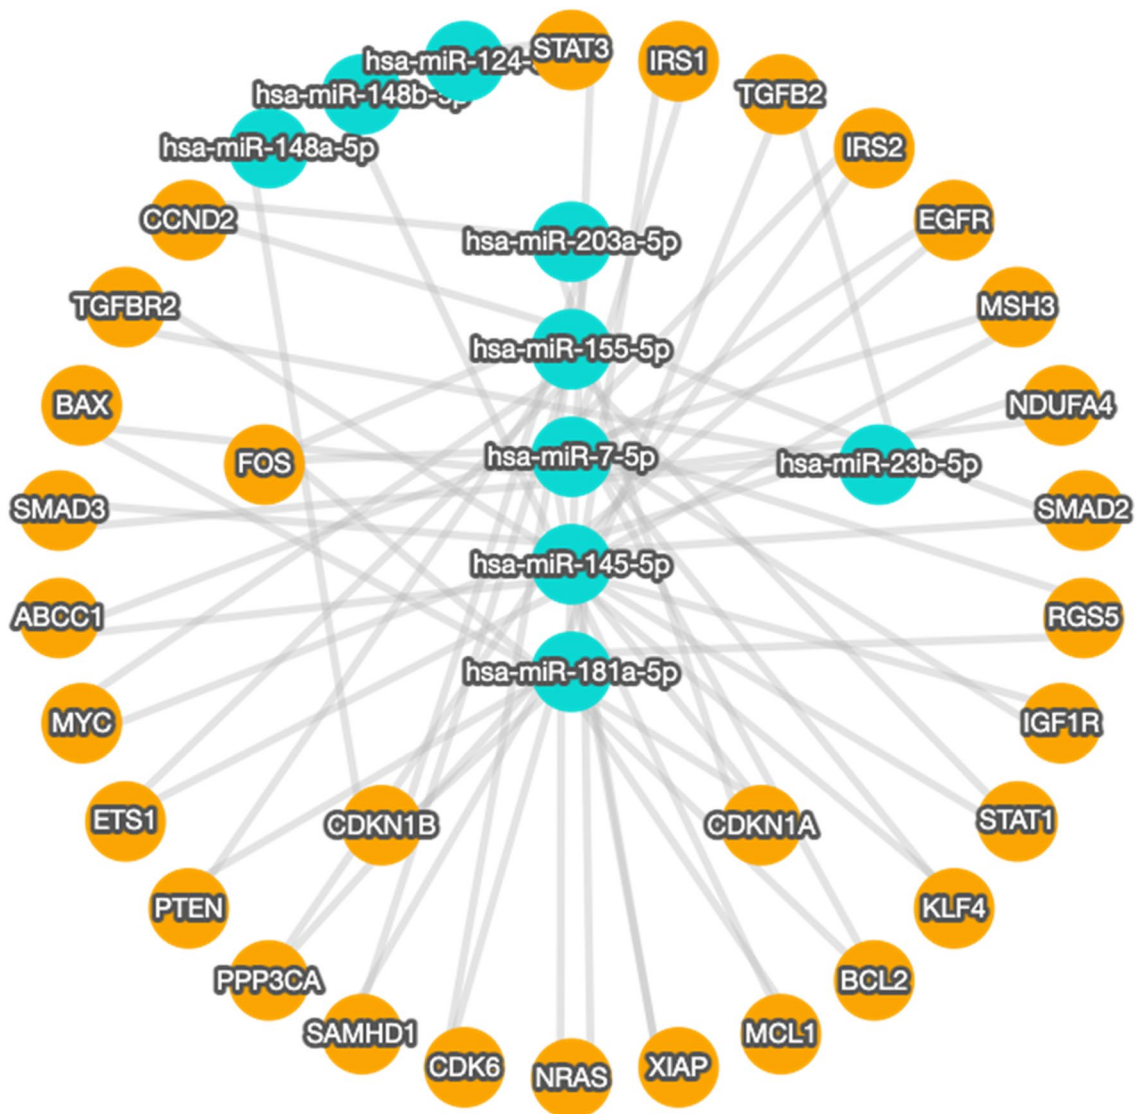 STAT3
hsa-miR-124-
IRS1
TGFB2
hsa-miR-148b-5p
hsa-miR-148a-5p
IRS2
CCND2
EGFR
hsa-miR-203a-5p
TGFBR2
MSH3
hsa-miR-155-5p
BAX
NDUFA4
FOS
hsa-miR-7-5p
hsa-miR-23b-5p
SMAD3
SMAD2
hsa-miR-145-5p
ABCC1
RGS5
hsa-miR-181a-5p
MYC
IGF1R
ETS1
CDKN1B
CDKN1A
STAT1
PTEN
KLF4
PPP3CA
BCL2
SAMHD1
MCL1
CDK6
NRAS
XIAP